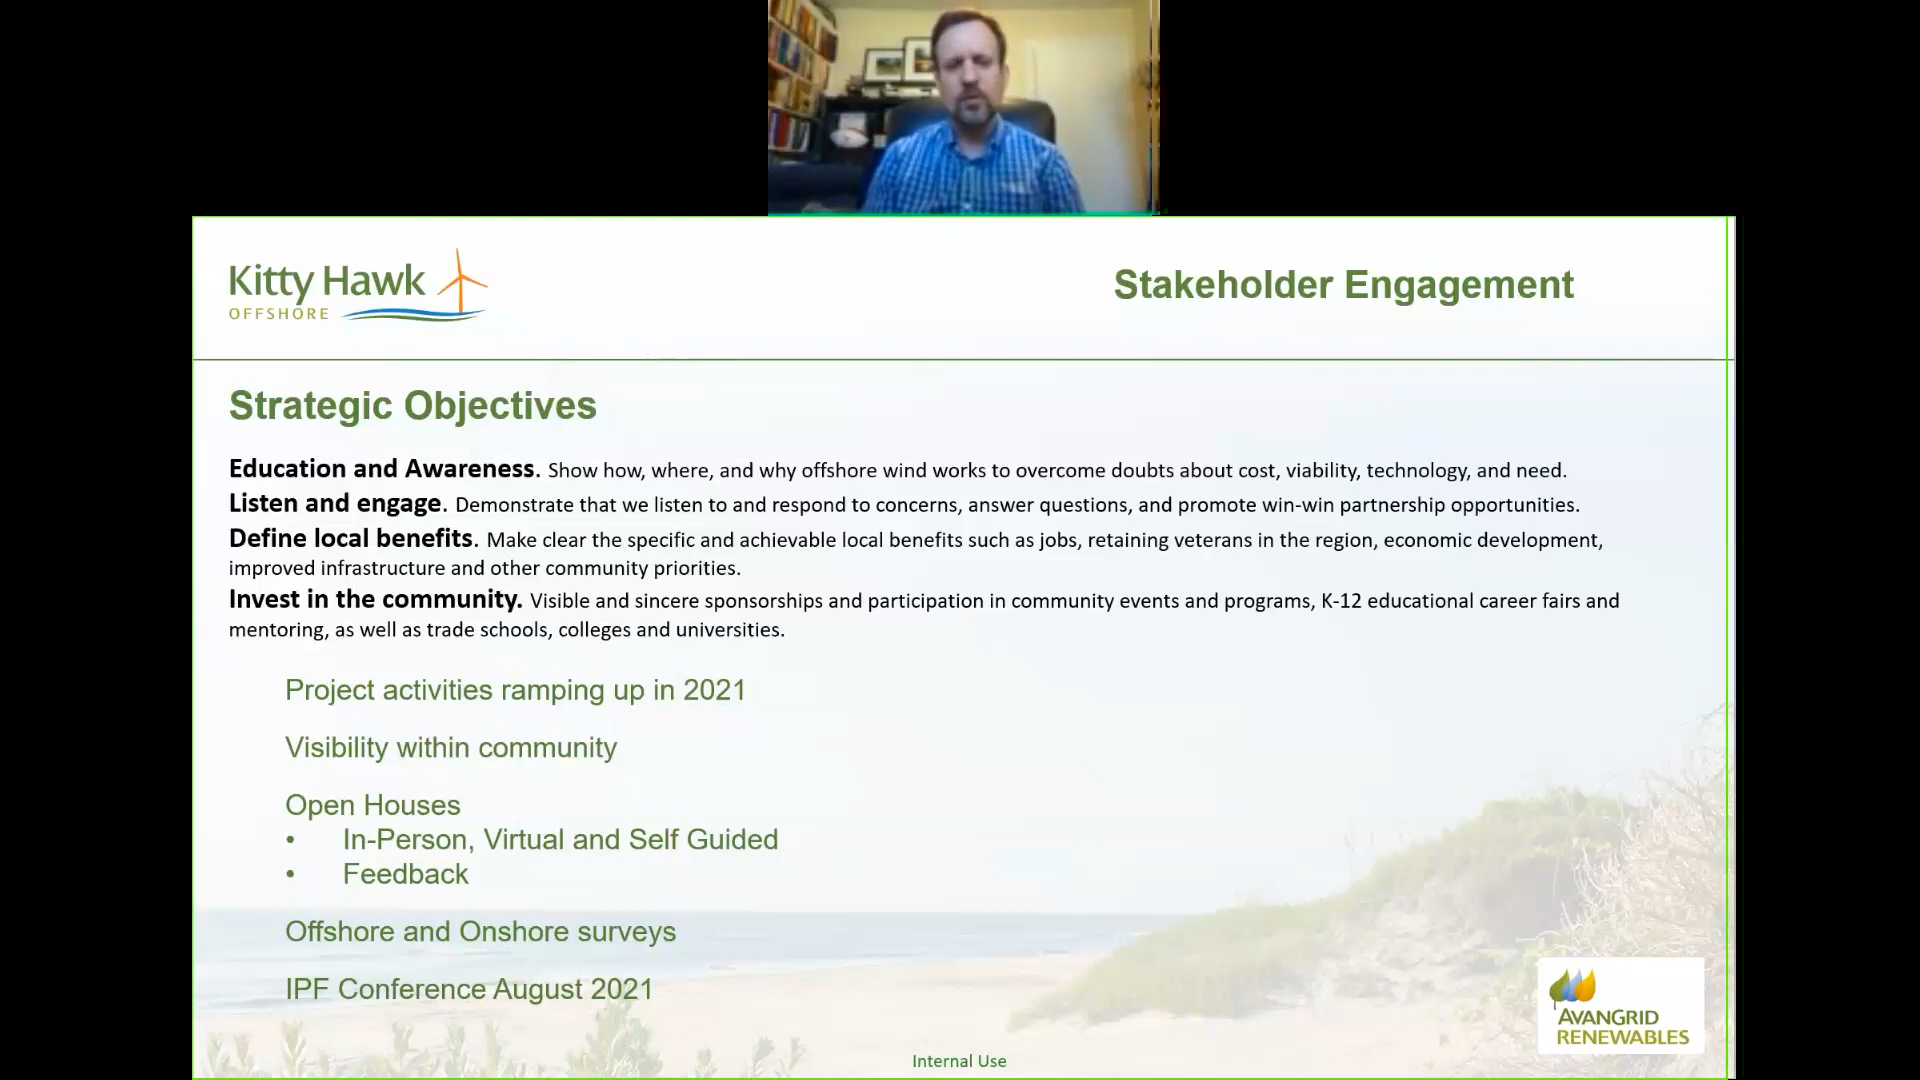 Kitty Hawk
OFFSHORE
Stakeholder Engagement
Strategic Objectives
Education and Awareness. Show how, where, and why offshore wind works to overcome doubts about cost, viability, technology, and need.
Listen and engage. Demonstrate that we listen to and respond to concerns, answer questions, and promote win-win partnership opportunities.
Define local benefits. Make clear the specific and achievable local benefits such as jobs, retaining veterans in the region, economic development,
improved infrastructure and other community priorities.
Invest in the community. Visible and sincere sponsorships and participation in community events and programs, K-12 educational career fairs and
mentoring, as well as trade schools, colleges and universities.
Project activities ramping up in 2021
Visibility within community
Open Houses
• In-Person, Virtual and Self Guided
• Feedback
Offshore and Onshore surveys
IPF Conference August 2021
AVANGRID
RENEWABLES
Internal Use